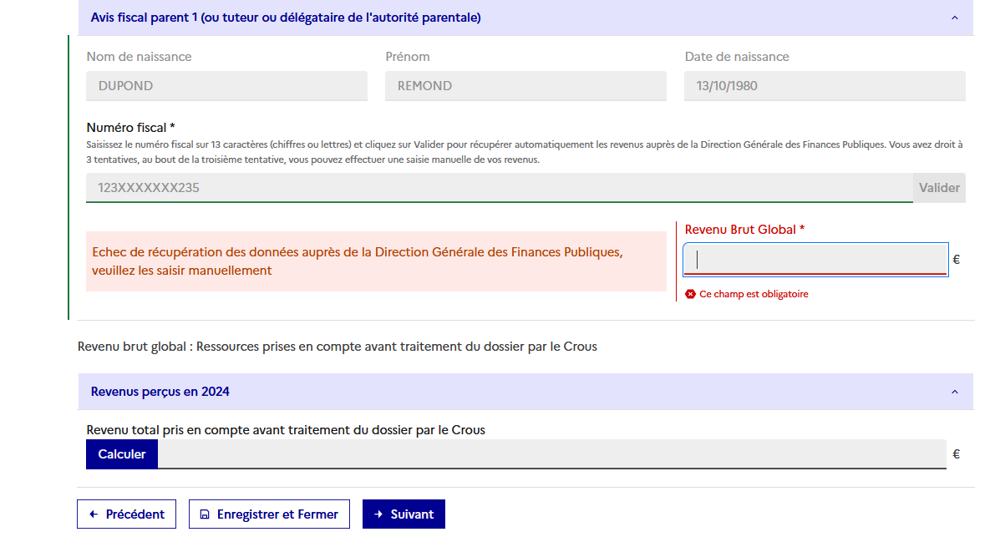 Avis fiscal parent 1 (ou tuteur ou délégataire de l'autorité parentale)
Nom de naissance
Prénom
Date de naissance
DUPOND
REMOND
13/10/1980
Numéro fiscal *
Saisissez le numéro fiscal sur 13 caractères (chiffres ou lettres) et cliquez sur Valider pour récupérer automatiquement les revenus auprès de la Direction Générale des Finances Publiques. Vous avez droit à
3 tentatives, au bout de la troisième tentative, vous pouvez effectuer une saisie manuelle de vos revenus.
123XXXXXXX235
Valider
Echec de récupération des données auprès de la Direction Générale des Finances Publiques,
veuillez les saisir manuellement
Revenu Brut Global *
€
Ce champ est obligatoire
Revenu brut global : Ressources prises en compte avant traitement du dossier par le Crous
Revenus perçus en 2024
Revenu total pris en compte avant traitement du dossier par le Crous
Calculer
€
Précédent
Enregistrer et Fermer
Suivant